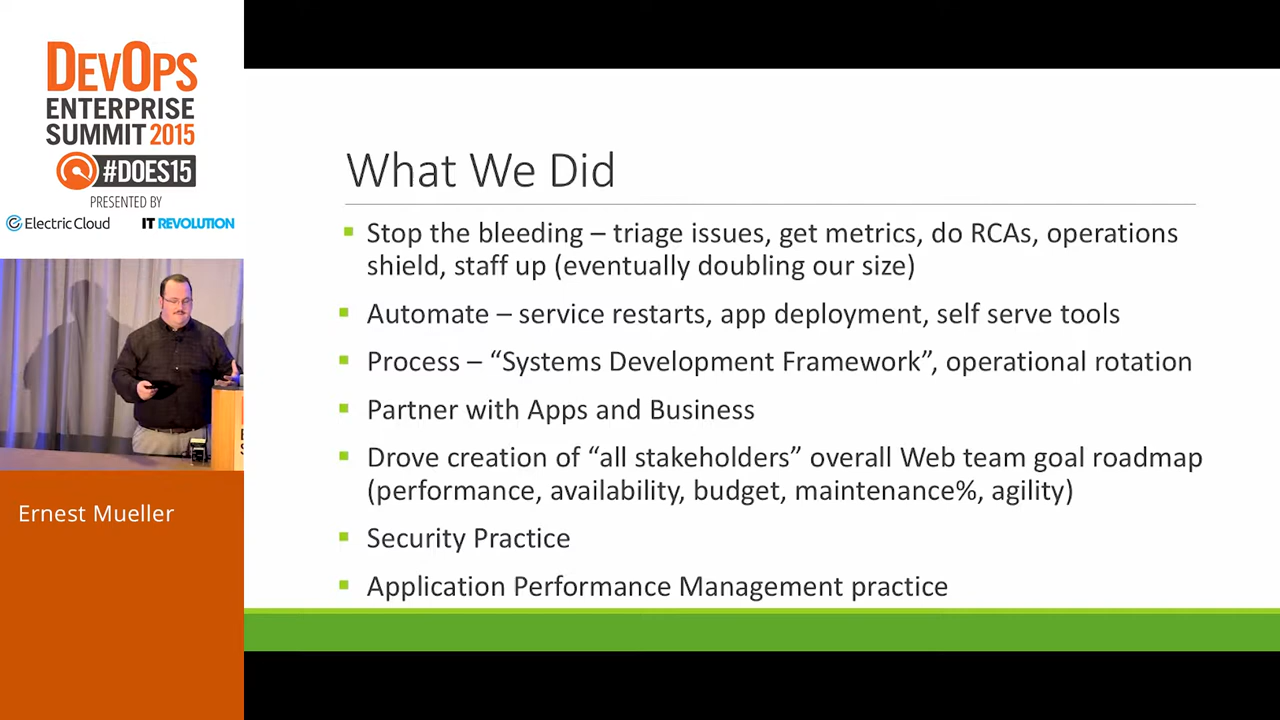 DEVOPS
ENTERPRISE
SUMMIT 2015
#DOES15
PRESENTED BY
Electric Cloud
IT REVOLUTION
Ernest Mueller
What We Did
▪ Stop the bleeding – triage issues, get metrics, do RCAs, operations
shield, staff up (eventually doubling our size)
▪ Automate – service restarts, app deployment, self serve tools
▪ Process – “Systems Development Framework”, operational rotation
▪ Partner with Apps and Business
▪ Drove creation of “all stakeholders” overall Web team goal roadmap
(performance, availability, budget, maintenance%, agility)
▪ Security Practice
▪ Application Performance Management practice